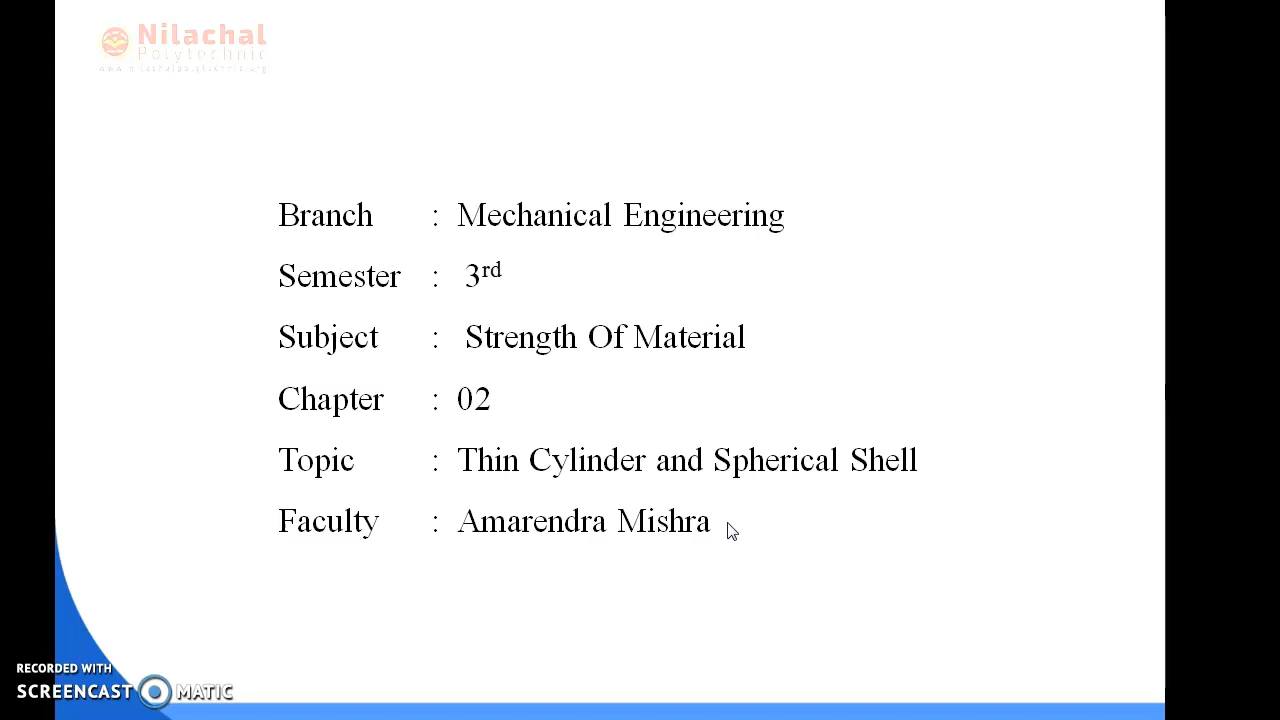 Nilachal
Polytechnic
Branch : Mechanical Engineering
Semester : 3rd
Subject : Strength Of Material
Chapter : 02
Topic : Thin Cylinder and Spherical Shell
Faculty : Amarendra Mishra
RECORDED WITH
SCREENCAST MATIC